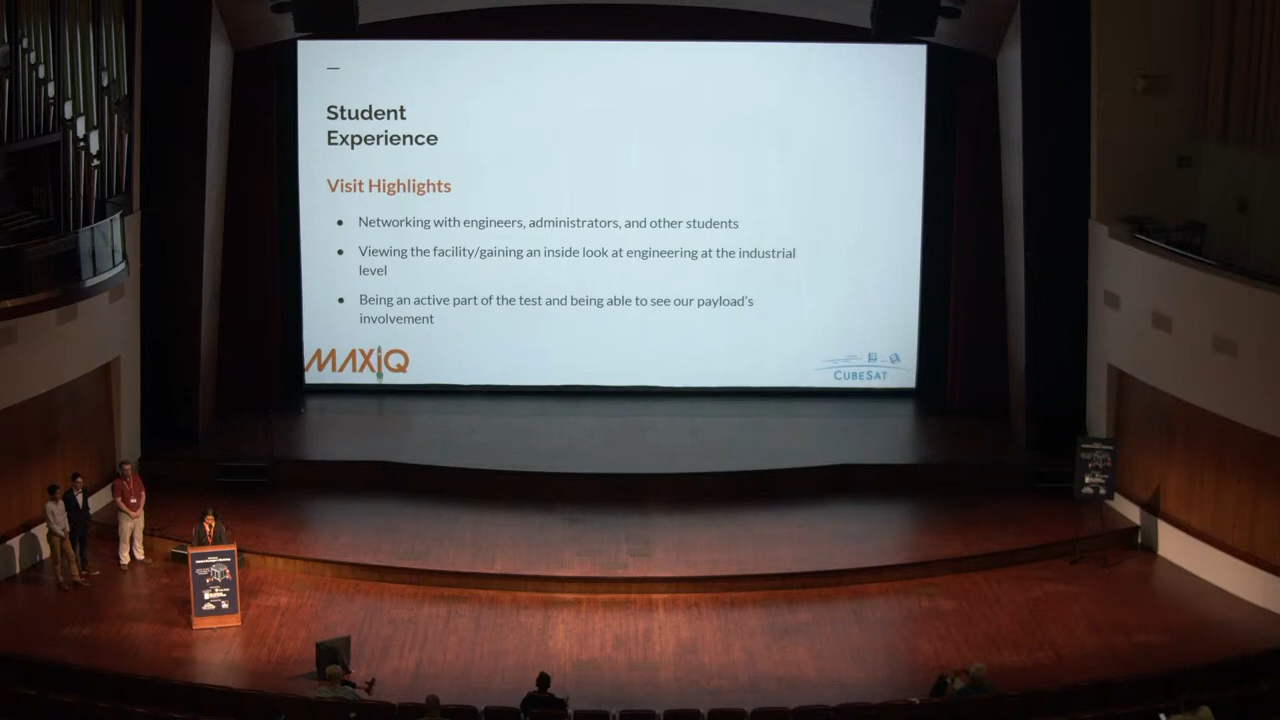 Student
Experience
Visit Highlights
● Networking with engineers, administrators, and other students
● Viewing the facility/gaining an inside look at engineering at the industrial
level
● Being an active part of the test and being able to see our payload's
involvement
MAXIQ
CUBESAT